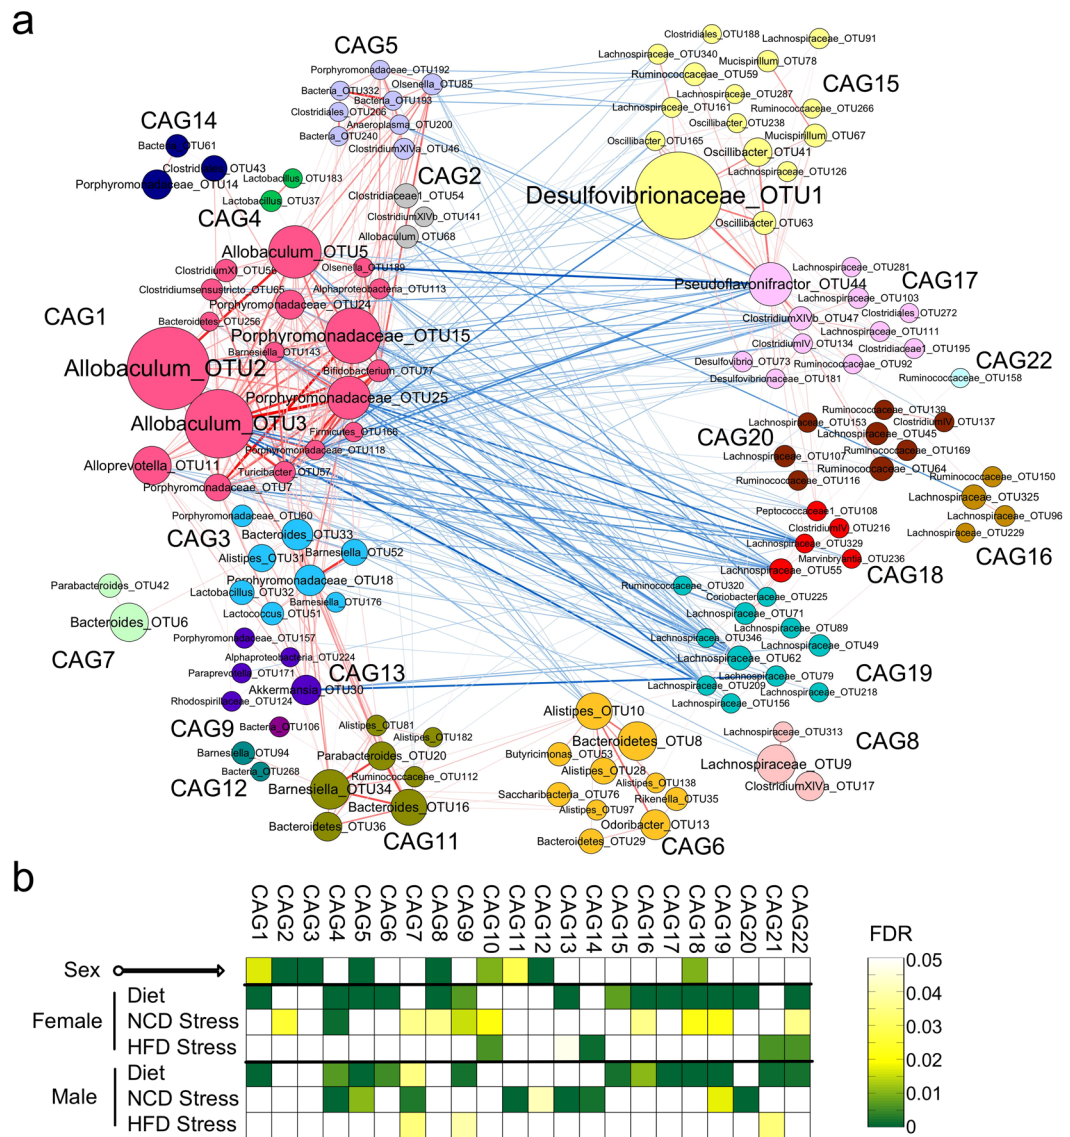 a
CAG5
Porphyromonadaceae_OTU192
Olsenella_OTU85
Bacteria_OTU332
Bacteria_OTU193
Clostridiales_OTU206
Anaeroplasma_OTU200
Bacteria_OTU240
ClostridiumXIVa_OTU46
CAG15
Clostridiales_OTU188
Lachnospiraceae_OTU91
Lachnospiraceae_OTU340
Mucispirillum_OTU78
Ruminococcaceae_OTU59
Lachnospiraceae_OTU287
Lachnospiraceae_OTU161
Ruminococcaceae_OTU266
Oscillibacter_OTU238
Mucispirillum_OTU67
Oscillibacter_OTU165
Oscillibacter_OTU41
Lachnospiraceae_OTU126
Desulfovibrionaceae_OTU1
Oscillibacter_OTU63
CAG14
Bacteria_OTU61
Clostridiales_OTU43
Porphyromonadaceae_OTU14
Lactobacillus_OTU183
Lactobacillus_OTU37
CAG4
CAG2
Clostridiaceae1_OTU54
ClostridiumXIVb_OTU141
Allobaculum_OTU68
CAG1
Allobaculum_OTU5
Olsenella_OTU189
ClostridiumXI_OTU56
Clostridiumsensustricto_OTU65
Alphaproteobacteria_OTU113
Porphyromonadaceae_OTU24
Bacteroidetes_OTU256
Porphyromonadaceae_OTU15
Barnesiella_OTU143
Allobaculum_OTU2
Bifidobacterium_OTU77
Porphyromonadaceae_OTU25
Allobaculum_OTU3
Firmicutes_OTU166
Porphyromonadaceae_OTU118
Alloprevotella_OTU11
Turicibacter_OTU57
Porphyromonadaceae_OTU7
Lachnospiraceae_OTU281
CAG17
Pseudoflavonifractor_OTU44
Lachnospiraceae_OTU103
Clostridiales_OTU272
ClostridiumXIVb_OTU47
Lachnospiraceae_OTU111
ClostridiumIV_OTU134
Clostridiaceae1_OTU195
Desulfovibrio_OTU73
Ruminococcaceae_OTU92
Desulfovibrionaceae_OTU181
CAG22
Ruminococcaceae_OTU158
CAG20
Ruminococcaceae_OTU139
Lachnospiraceae_OTU153
ClostridiumIV_OTU137
Lachnospiraceae_OTU45
Ruminococcaceae_OTU169
Lachnospiraceae_OTU107
Ruminococcaceae_OTU64
Ruminococcaceae_OTU116
Ruminococcaceae_OTU150
Lachnospiraceae_OTU325
Lachnospiraceae_OTU96
Lachnospiraceae_OTU229
CAG16
Peptococcaceae1_OTU108
ClostridiumIV_OTU216
Lachnospiraceae_OTU329
Marvinbryantia_OTU236
Lachnospiraceae_OTU55
CAG18
CAG3
Porphyromonadaceae_OTU60
Bacteroides_OTU33
Barnesiella_OTU52
Alistipes_OTU31
Porphyromonadaceae_OTU18
Lactobacillus_OTU32
Barnesiella_OTU176
Lactococcus_OTU51
Parabacteroides_OTU42
Bacteroides_OTU6
CAG7
Ruminococcaceae_OTU320
Coriobacteriaceae_OTU225
Lachnospiraceae_OTU71
Lachnospiraceae_OTU89
Lachnospiraceae_OTU346
Lachnospiraceae_OTU49
Lachnospiraceae_OTU62
CAG19
Lachnospiraceae_OTU79
Lachnospiraceae_OTU209
Lachnospiraceae_OTU218
Lachnospiraceae_OTU156
Porphyromonadaceae_OTU157
Alphaproteobacteria_OTU224
CAG13
Paraprevotella_OTU171
Akkermansia_OTU30
Rhodospirillaceae_OTU124
CAG9
Bacteria_OTU106
Barnesiella_OTU94
Bacteria_OTU268
CAG12
Alistipes_OTU81
Alistipes_OTU182
Parabacteroides_OTU20
Ruminococcaceae_OTU112
Barnesiella_OTU34
Bacteroides_OTU16
Bacteroidetes_OTU36
CAG11
Alistipes_OTU10
Bacteroidetes_OTU8
Butyricimonas_OTU53
Alistipes_OTU28
Alistipes_OTU138
Saccharibacteria_OTU76
Rikenella_OTU35
Alistipes_OTU97
Odoribacter_OTU13
Bacteroidetes_OTU29
CAG6
Lachnospiraceae_OTU313
CAG8
Lachnospiraceae_OTU9
ClostridiumXIVa_OTU17
b
CAG1 CAG2 CAG3 CAG4 CAG5 CAG6 CAG7 CAG8 CAG9 CAG10 CAG11 CAG12 CAG13 CAG14 CAG15 CAG16 CAG17 CAG18 CAG19 CAG20 CAG21 CAG22
Sex
Female
Diet
NCD Stress
HFD Stress
Male
Diet
NCD Stress
HFD Stress
FDR
0.05
0.04
0.03
0.02
0.01
0